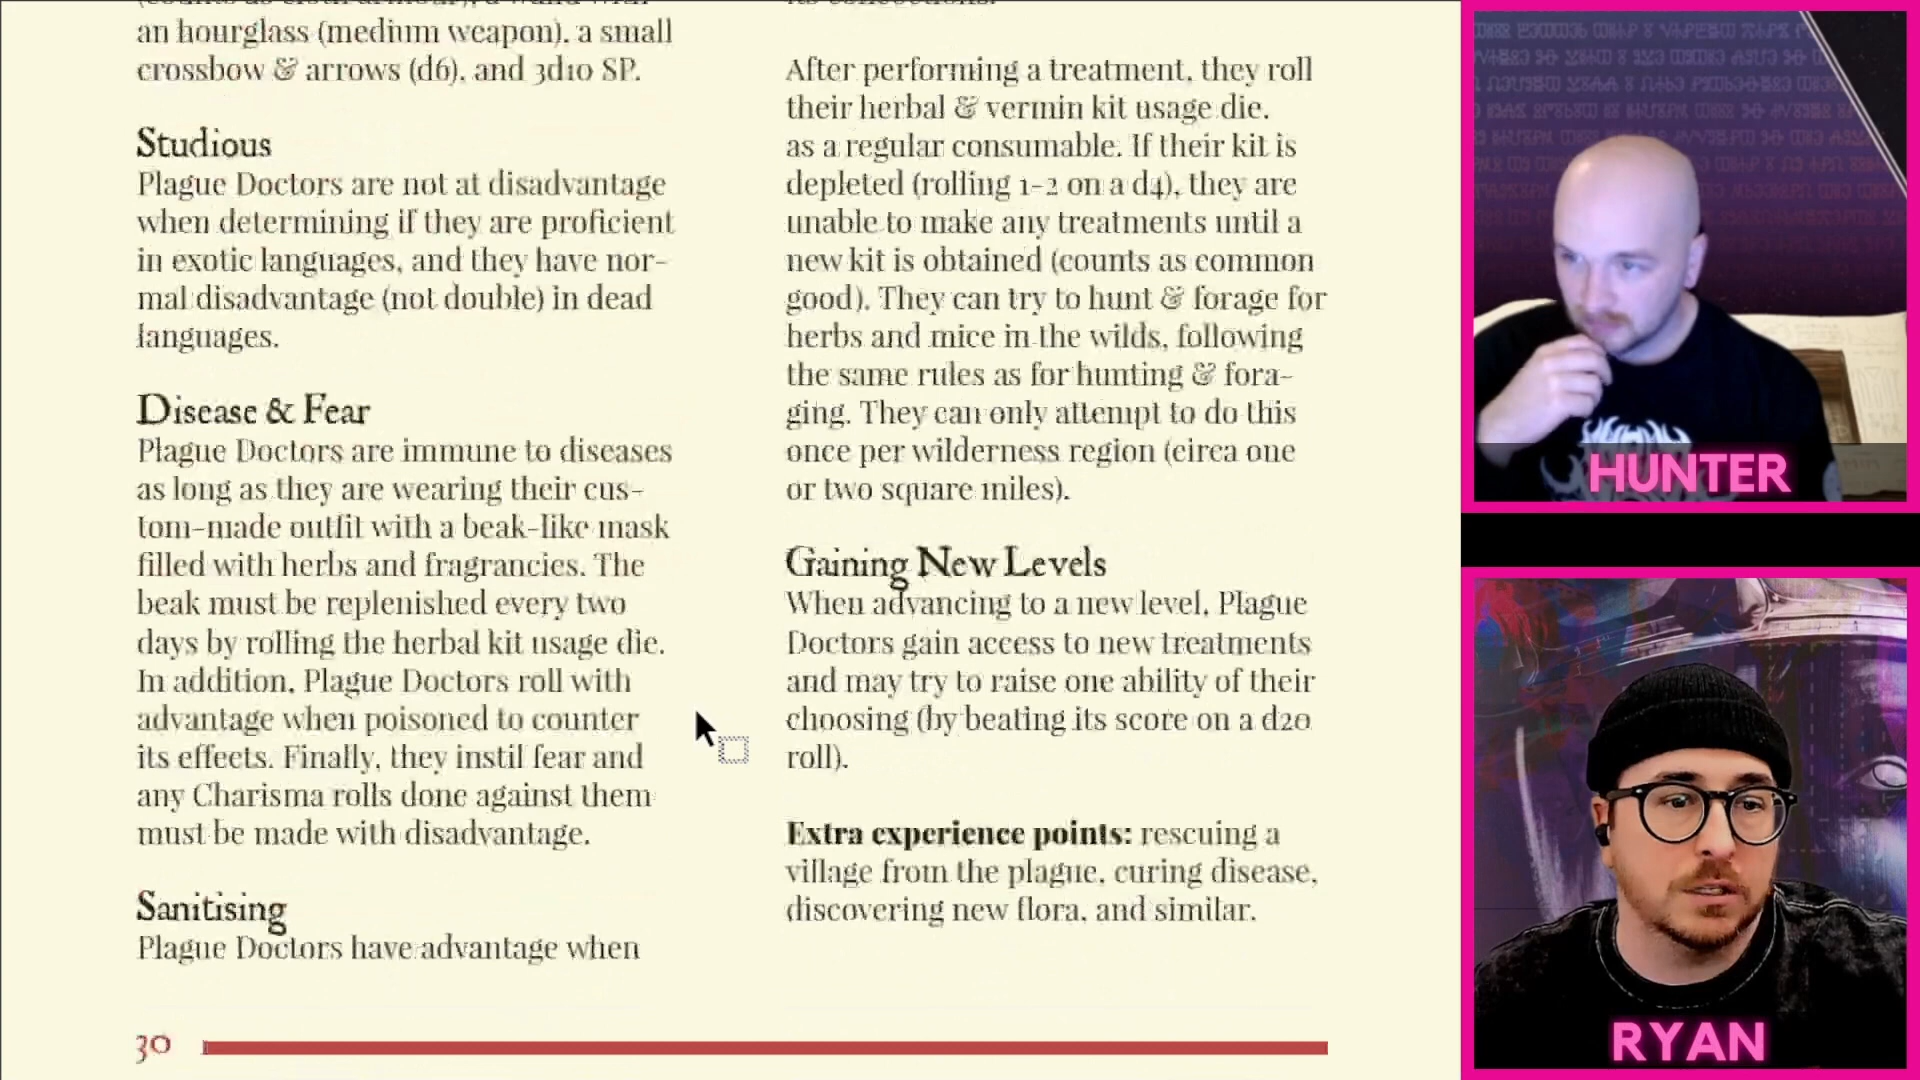 an hourglass (medium weapon), a small
crossbow & arrows (d6), and 3d10 SP.
Studious
Plague Doctors are not at disadvantage
when determining if they are proficient
in exotic languages, and they have nor-
mal disadvantage (not double) in dead
languages.
Disease & Fear
Plague Doctors are immune to diseases
as long as they are wearing their cus-
tom-made outfit with a beak-like mask
filled with herbs and fragrancies. The
beak must be replenished every two
days by rolling the herbal kit usage die.
In addition, Plague Doctors roll with
advantage when poisoned to counter
its effects. Finally, they instil fear and
any Charisma rolls done against them
must be made with disadvantage.
Sanitising
Plague Doctors have advantage when
After performing a treatment, they roll
their herbal & vermin kit usage die.
as a regular consumable. If their kit is
depleted (rolling 1-2 on a d4), they are
unable to make any treatments until a
new kit is obtained (counts as common
good). They can try to hunt & forage for
herbs and mice in the wilds, following
the same rules as for hunting & fora-
ging. They can only attempt to do this
once per wilderness region (circa one
or two square miles).
Gaining New Levels
When advancing to a new level, Plague
Doctors gain access to new treatments
and may try to raise one ability of their
choosing (by beating its score on a d20
roll).
Extra experience points: rescuing a
village from the plague, curing disease,
discovering new flora, and similar.
30
HUNTER
RYAN